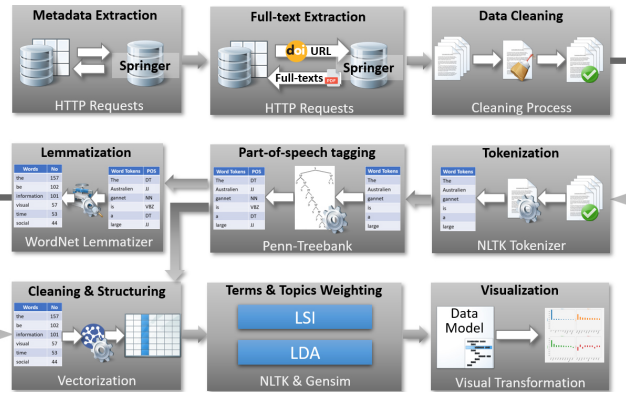 Metadata Extraction
Springer
HTTP Requests
Full-text Extraction
doi URL
Full-texts PDF
Springer
HTTP Requests
Data Cleaning
Cleaning Process
Lemmatization
Words No
the 157
be 102
information 101
visual 57
time 53
social 44
Word Tokens POS
The DT
Australien JJ
gannet NN
is VBZ
a DT
large JJ
WordNet Lemmatizer
Part-of-speech tagging
Word Tokens POS
The DT
Australien JJ
gannet NN
is VBZ
a DT
large JJ
Word Tokens
The
Australien
gannet
is
a
large
Penn-Treebank
Tokenization
Word Tokens
The
Australien
gannet
is
a
large
NLTK Tokenizer
Cleaning & Structuring
Words No
the 157
be 102
information 101
visual 57
time 53
social 44
Vectorization
Terms & Topics Weighting
LSI
LDA
NLTK & Gensim
Visualization
Data
Model
Visual Transformation